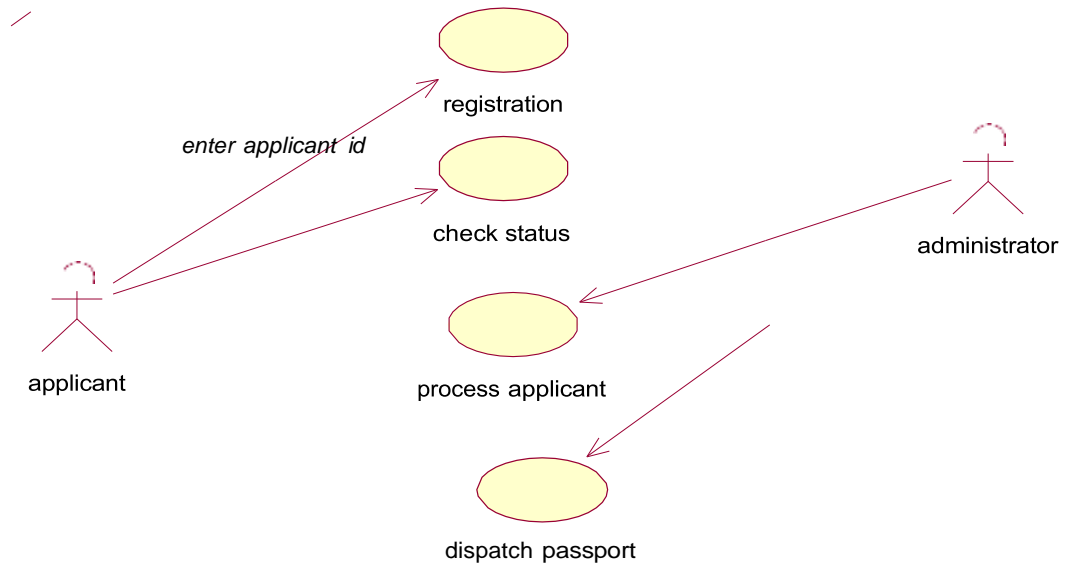 registration
enter applicant id
check status
administrator
applicant
process applicant
dispatch passport